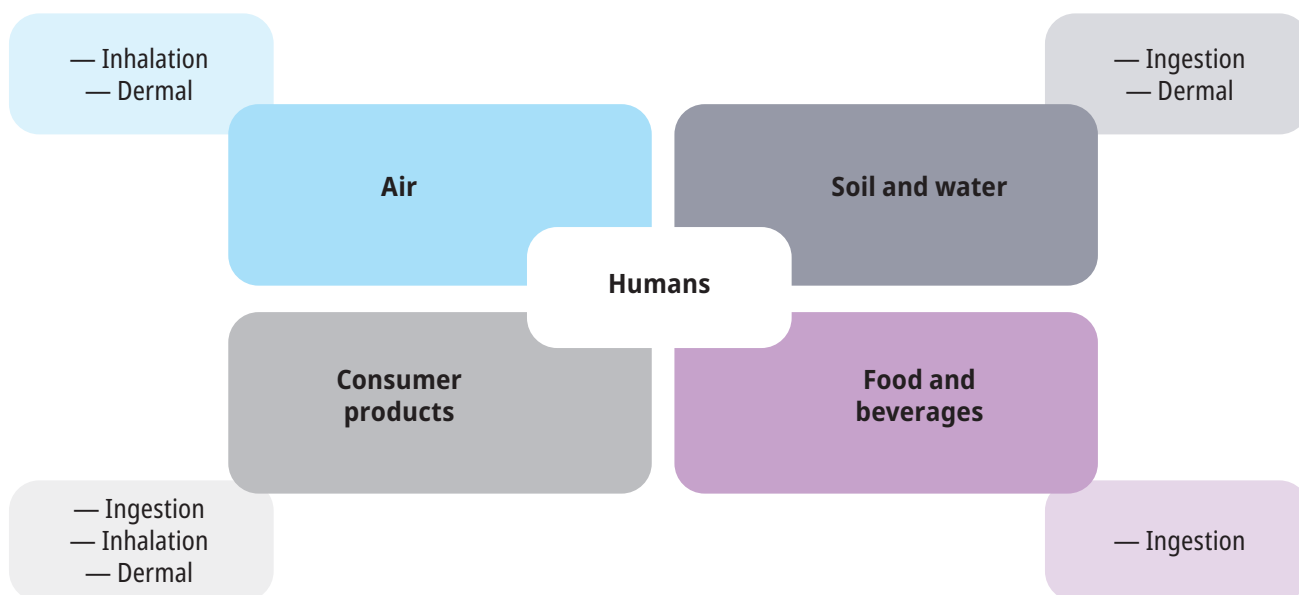 — Inhalation
— Dermal
— Ingestion
— Dermal
Air
Soil and water
Humans
Consumer
products
Food and
beverages
— Ingestion
— Inhalation
— Dermal
— Ingestion